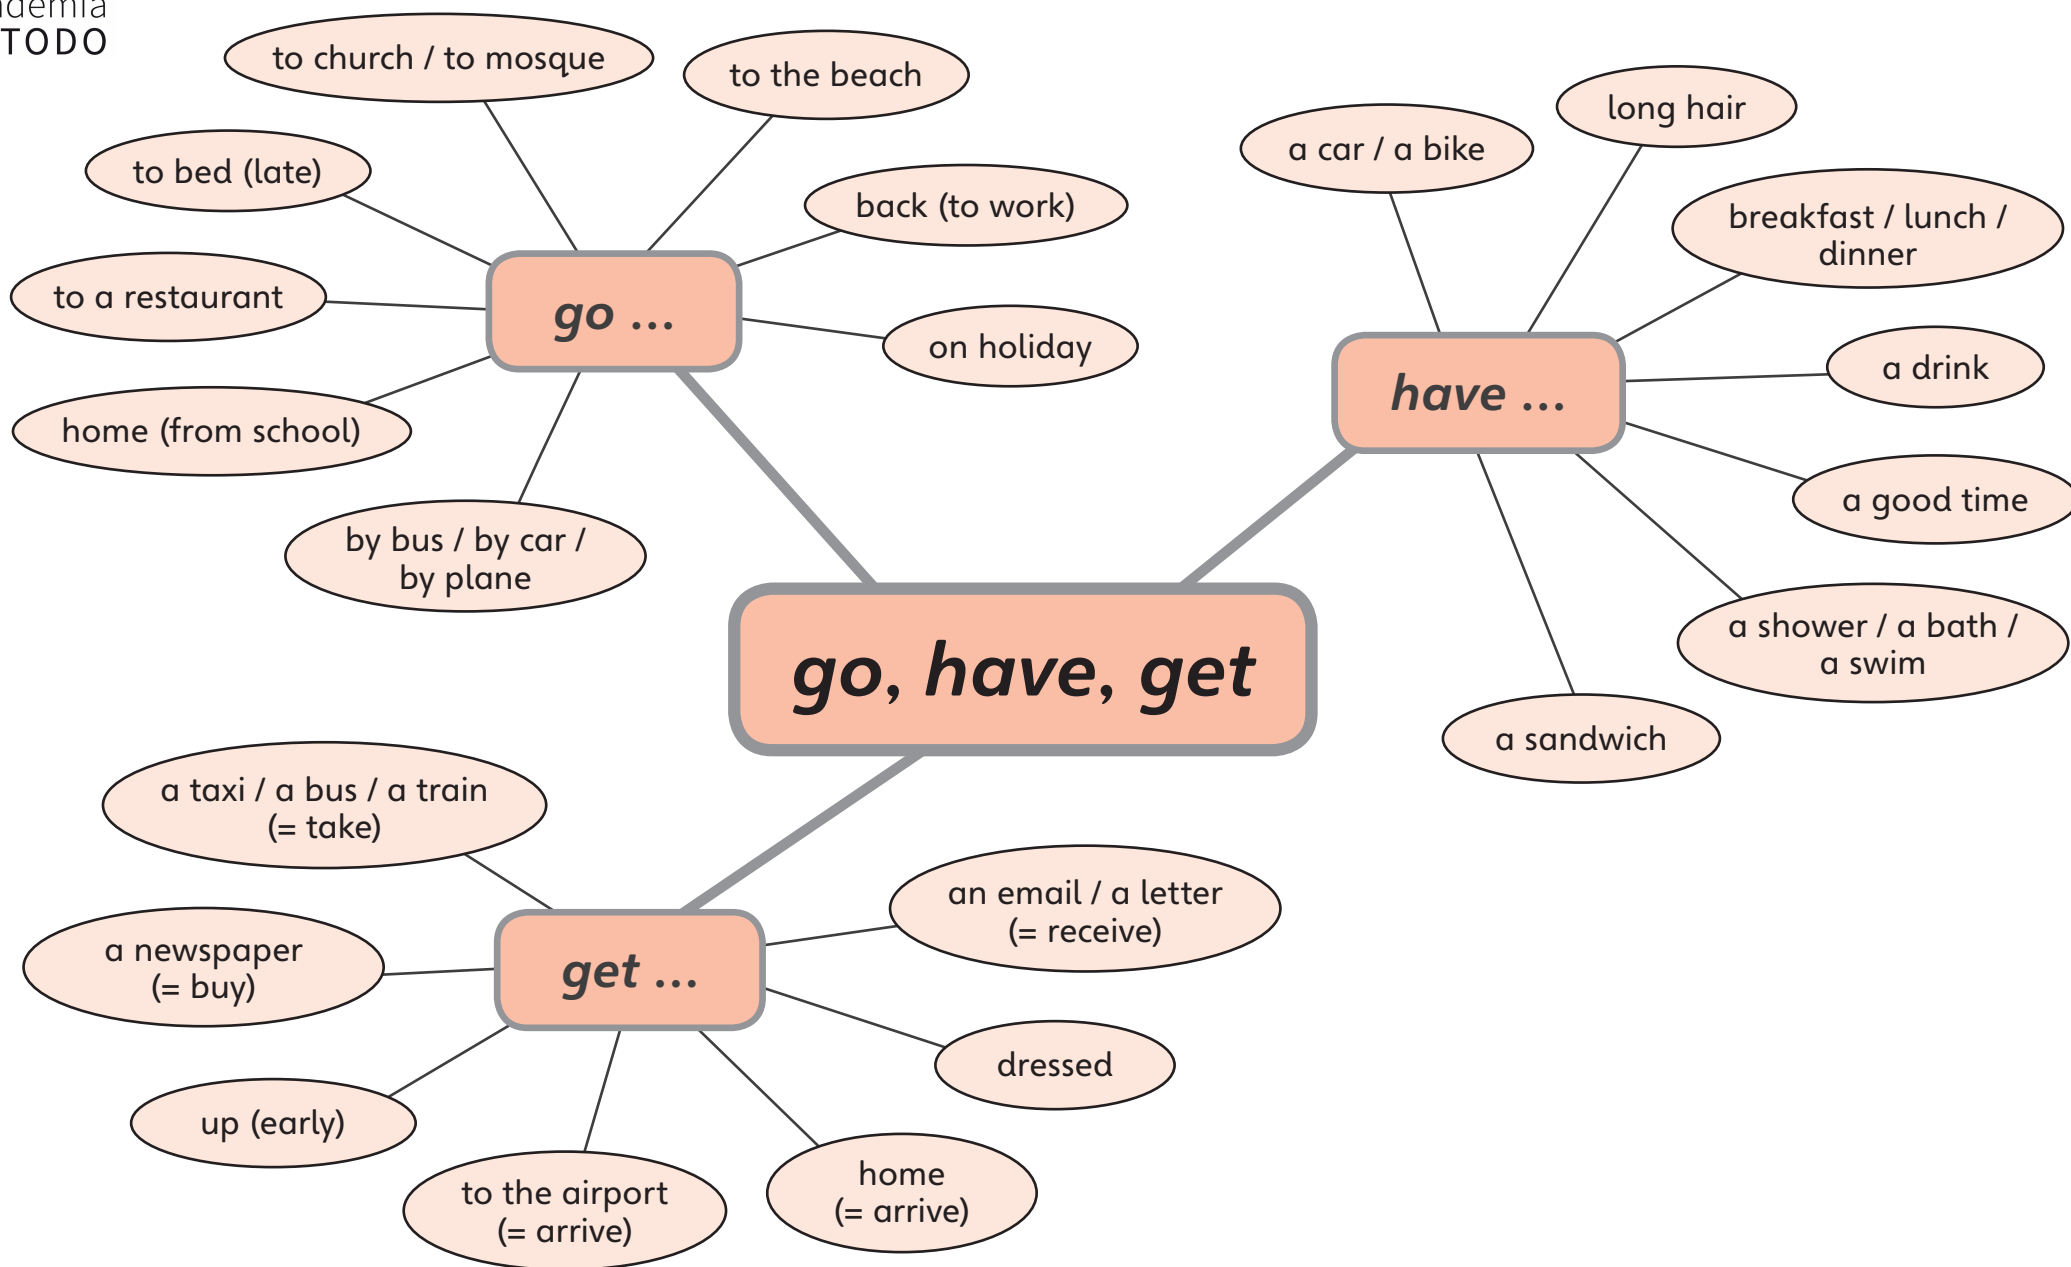 TODO
to church / to mosque
to the beach
to bed (late)
back (to work)
to a restaurant
go ...
on holiday
home (from school)
by bus / by car /
by plane
a car / a bike
long hair
breakfast / lunch /
dinner
have ...
a drink
a good time
a shower / a bath /
a swim
a sandwich
go, have, get
a taxi / a bus / a train
(= take)
an email / a letter
(= receive)
a newspaper
(= buy)
get ...
dressed
up (early)
to the airport
(= arrive)
home
(= arrive)